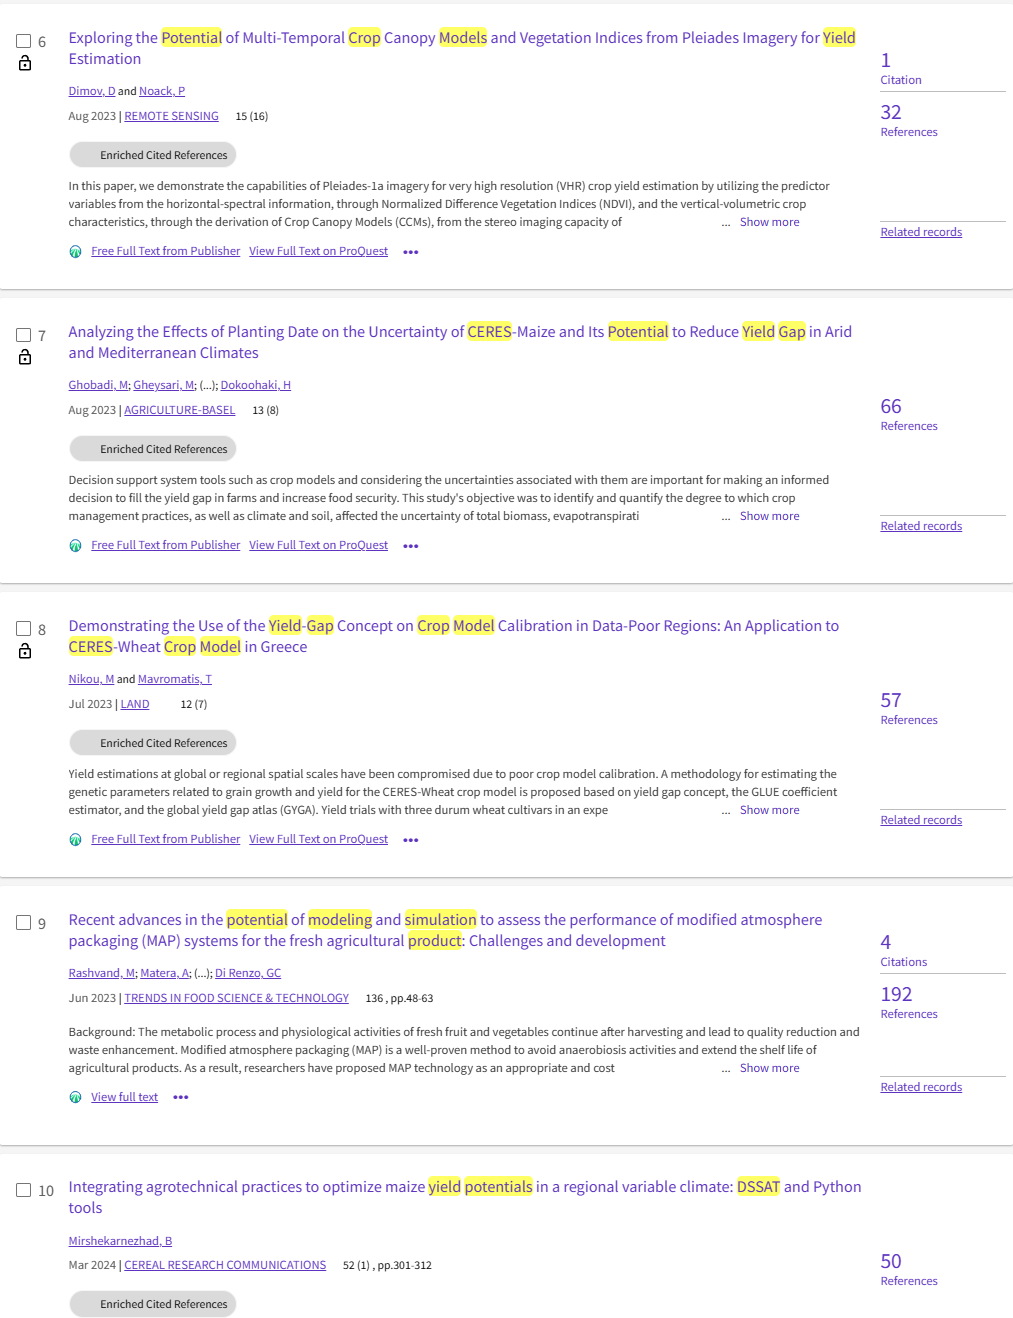 6
Exploring the Potential of Multi-Temporal Crop Canopy Models and Vegetation Indices from Pleiades Imagery for Yield
Estimation
Dimov, D and Noack, P
Aug 2023 | REMOTE SENSING 15 (16)
Enriched Cited References
In this paper, we demonstrate the capabilities of Pleiades-1a imagery for very high resolution (VHR) crop yield estimation by utilizing the predictor
variables from the horizontal-spectral information, through Normalized Difference Vegetation Indices (NDVI), and the vertical-volumetric crop
characteristics, through the derivation of Crop Canopy Models (CCMs), from the stereo imaging capacity of ... Show more
Free Full Text from Publisher View Full Text on ProQuest •••
1
Citation
32
References
Related records
7
Analyzing the Effects of Planting Date on the Uncertainty of CERES-Maize and Its Potential to Reduce Yield Gap in Arid
and Mediterranean Climates
Ghobadi, M; Gheysari, M; (...); Dokoohaki, H
Aug 2023 | AGRICULTURE-BASEL 13 (8)
Enriched Cited References
Decision support system tools such as crop models and considering the uncertainties associated with them are important for making an informed
decision to fill the yield gap in farms and increase food security. This study's objective was to identify and quantify the degree to which crop
management practices, as well as climate and soil, affected the uncertainty of total biomass, evapotranspirati ... Show more
Free Full Text from Publisher View Full Text on ProQuest •••
66
References
Related records
8
Demonstrating the Use of the Yield-Gap Concept on Crop Model Calibration in Data-Poor Regions: An Application to
CERES-Wheat Crop Model in Greece
Nikou, M and Mavromatis, T
Jul 2023 | LAND 12 (7)
Enriched Cited References
Yield estimations at global or regional spatial scales have been compromised due to poor crop model calibration. A methodology for estimating the
genetic parameters related to grain growth and yield for the CERES-Wheat crop model is proposed based on yield gap concept, the GLUE coefficient
estimator, and the global yield gap atlas (GYGA). Yield trials with three durum wheat cultivars in an expe ... Show more
Free Full Text from Publisher View Full Text on ProQuest •••
57
References
Related records
9
Recent advances in the potential of modeling and simulation to assess the performance of modified atmosphere
packaging (MAP) systems for the fresh agricultural product: Challenges and development
Rashvand, M; Matera, A; (...); Di Renzo, GC
Jun 2023 | TRENDS IN FOOD SCIENCE & TECHNOLOGY 136 , pp.48-63
Background: The metabolic process and physiological activities of fresh fruit and vegetables continue after harvesting and lead to quality reduction and
waste enhancement. Modified atmosphere packaging (MAP) is a well-proven method to avoid anaerobiosis activities and extend the shelf life of
agricultural products. As a result, researchers have proposed MAP technology as an appropriate and cost ... Show more
View full text •••
4
Citations
192
References
Related records
10
Integrating agrotechnical practices to optimize maize yield potentials in a regional variable climate: DSSAT and Python
tools
Mirshekarnezhad, B
Mar 2024 | CEREAL RESEARCH COMMUNICATIONS 52 (1) , pp.301-312
Enriched Cited References
50
References